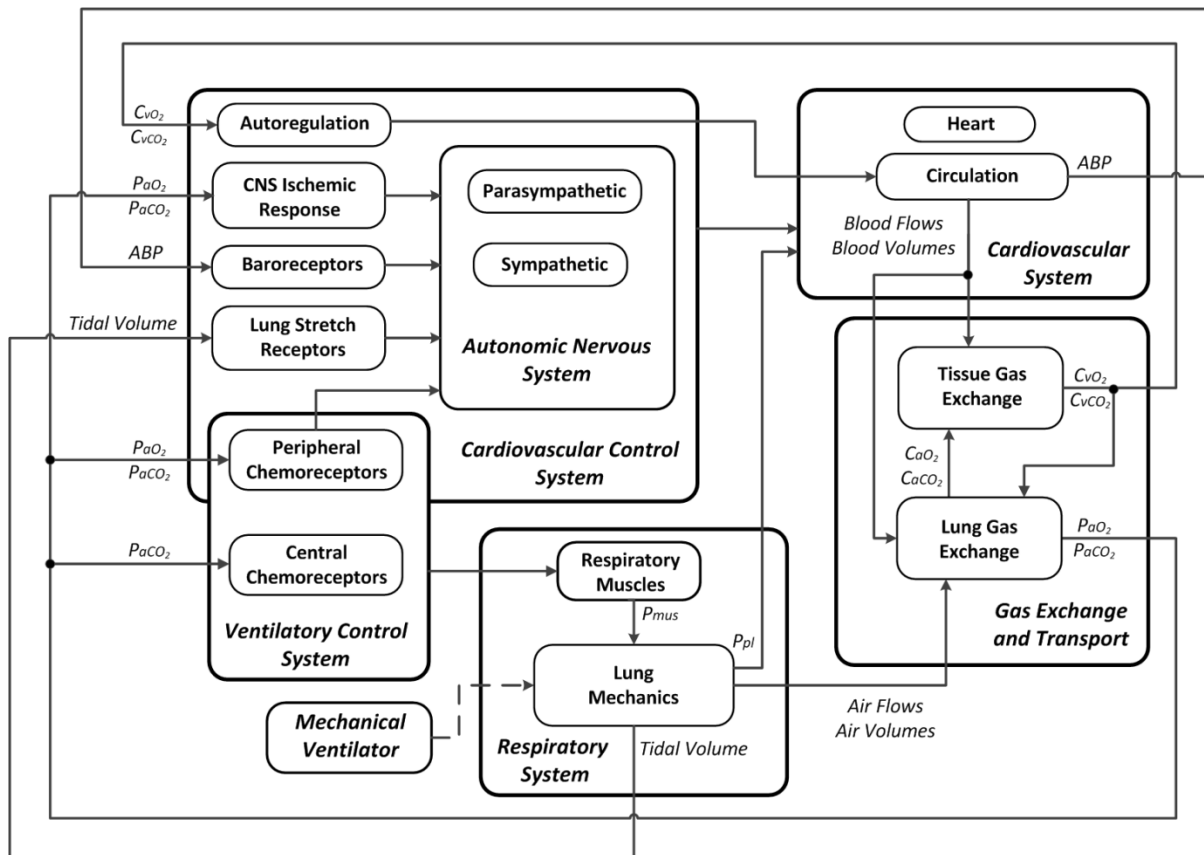 CvO₂
CvCO₂
Autoregulation
PaO₂
PaCO₂
CNS Ischemic
Response
ABP
Baroreceptors
Tidal Volume
Lung Stretch
Receptors
Parasympathetic
Sympathetic
Autonomic Nervous
System
Cardiovascular Control
System
PaO₂
PaCO₂
Peripheral
Chemoreceptors
PaCO₂
Central
Chemoreceptors
Ventilatory Control
System
Mechanical
Ventilator
Respiratory
Muscles
Pmus
Lung
Mechanics
Ppl
Tidal Volume
Respiratory
System
Air Flows
Air Volumes
Heart
Circulation
ABP
Blood Flows
Blood Volumes
Cardiovascular
System
Tissue Gas
Exchange
CvO₂
CvCO₂
CaO₂
CaCO₂
Lung Gas
Exchange
PaO₂
PaCO₂
Gas Exchange
and Transport